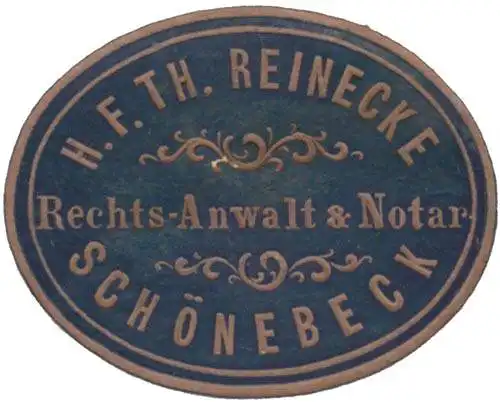 H. F. TH. REINECKE
Rechts-Anwalt & Notar.
SCHÖNEBECK